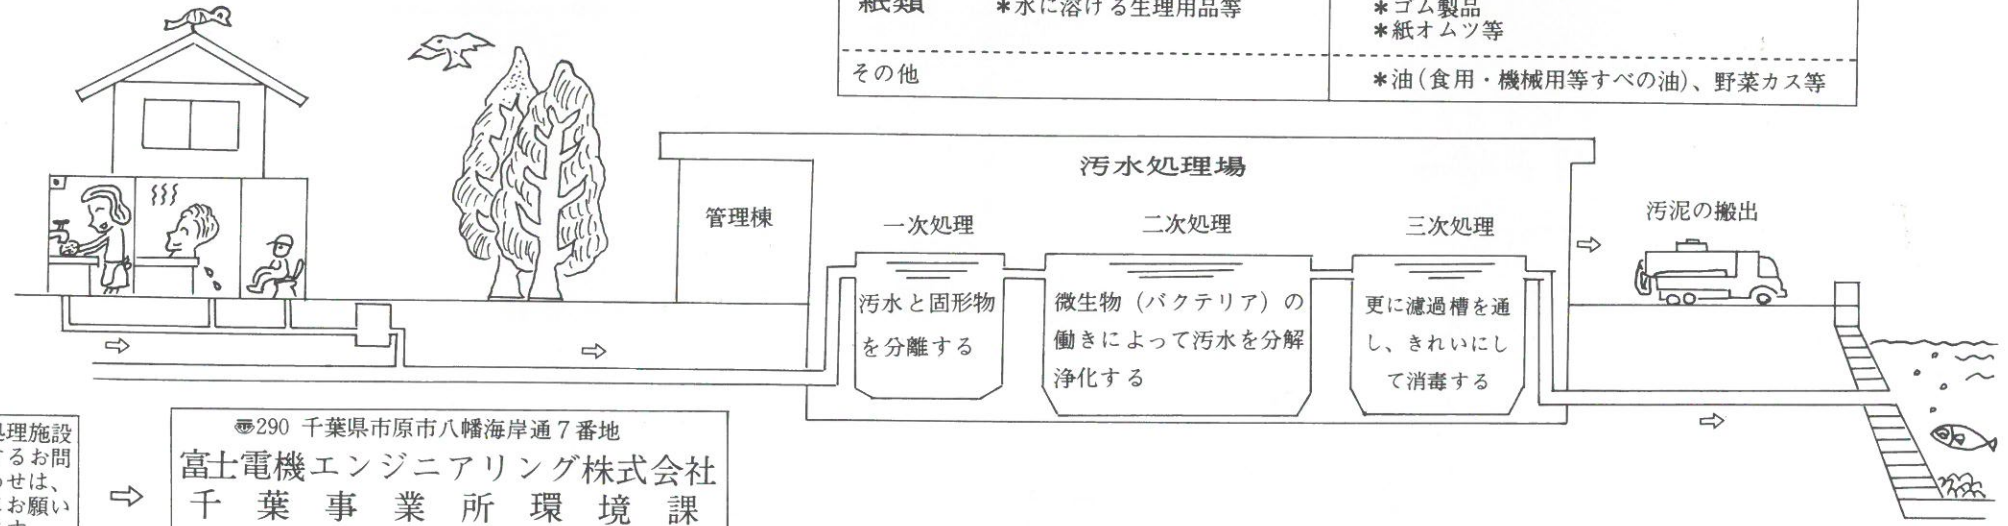 紙類
*水に溶ける生理用品等
*ゴム製品
*紙オムツ等
その他
*油(食用・機械用等すべの油)、野菜カス等
汚水処理場
管理棟
一次処理
二次処理
三次処理
汚泥の搬出
汚水と固形物
を分離する
微生物(バクテリア)の
働きによって汚水を分解
浄化する
更に濾過槽を通
し、きれいにし
て消毒する
処理施設
するお問
わせは、
お願い
〠290 千葉県市原市八幡海岸通7番地
富士電機エンジニアリング株式会社
千葉事業所環境課